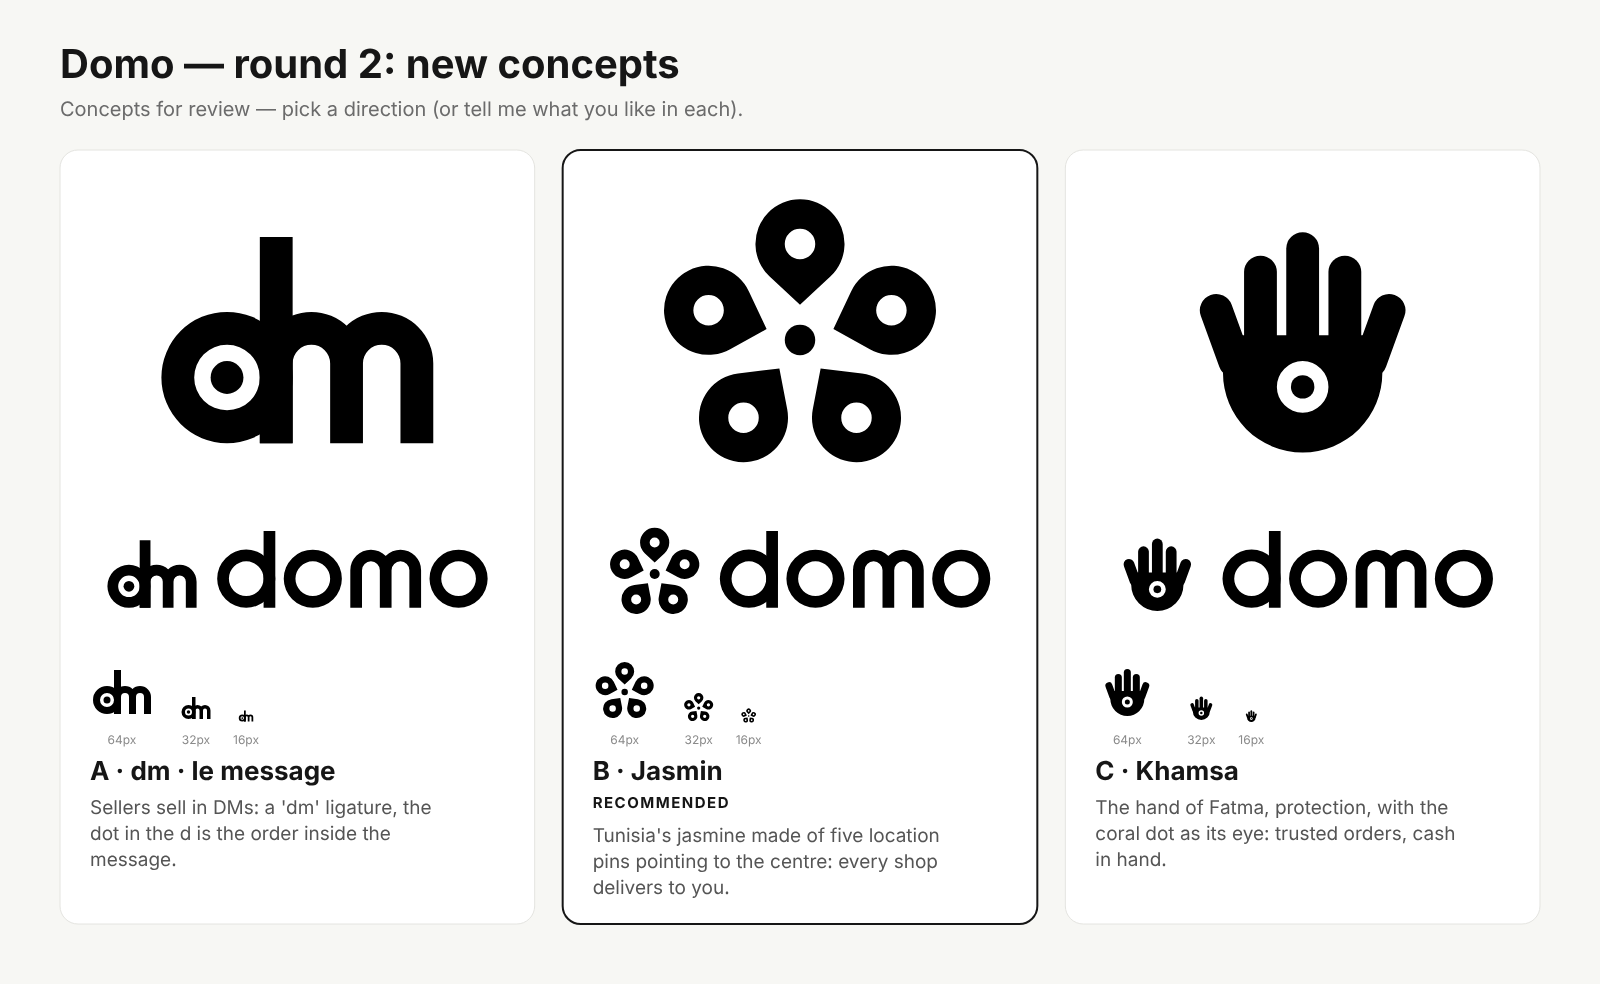 Domo — round 2: new concepts
Concepts for review — pick a direction (or tell me what you like in each).
dm
dm domo
dm dm dm
64px 32px 16px
A · dm · le message
Sellers sell in DMs: a 'dm' ligature, the
dot in the d is the order inside the
message.
domo
64px 32px 16px
B · Jasmin
RECOMMENDED
Tunisia's jasmine made of five location
pins pointing to the centre: every shop
delivers to you.
domo
64px 32px 16px
C · Khamsa
The hand of Fatma, protection, with the
coral dot as its eye: trusted orders, cash
in hand.